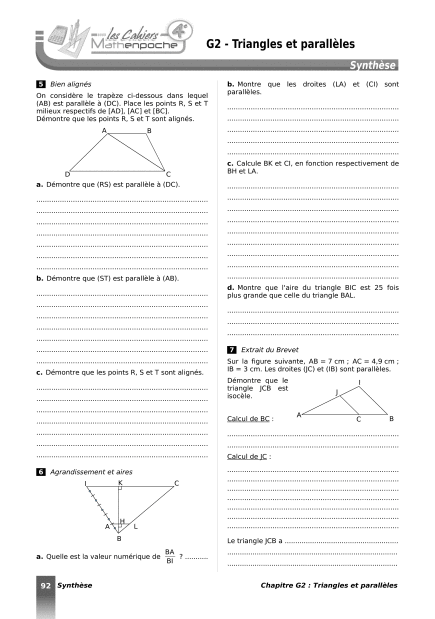 les Cahiers
Mathenpoche
4e
G2 - Triangles et parallèles
Synthèse
5 Bien alignés
On considère le trapèze ci-dessous dans lequel
(AB) est parallèle à (DC). Place les points R, S et T
milieux respectifs de [AD], [AC] et [BC].
Démontre que les points R, S et T sont alignés.
A B
D C
a. Démontre que (RS) est parallèle à (DC).
b. Démontre que (ST) est parallèle à (AB).
c. Démontre que les points R, S et T sont alignés.
6 Agrandissement et aires
I K C
A H L
B
a. Quelle est la valeur numérique de BA/BI ? ...........
b. Montre que les droites (LA) et (CI) sont
parallèles.
c. Calcule BK et CI, en fonction respectivement de
BH et LA.
d. Montre que l'aire du triangle BIC est 25 fois
plus grande que celle du triangle BAL.
7 Extrait du Brevet
Sur la figure suivante, AB = 7 cm ; AC = 4,9 cm ;
IB = 3 cm. Les droites (JC) et (IB) sont parallèles.
Démontre que le
triangle JCB est
isocèle.
I
J
A C B
Calcul de BC :
Calcul de JC :
Le triangle JCB a ..................................................
92 Synthèse
Chapitre G2 : Triangles et parallèles